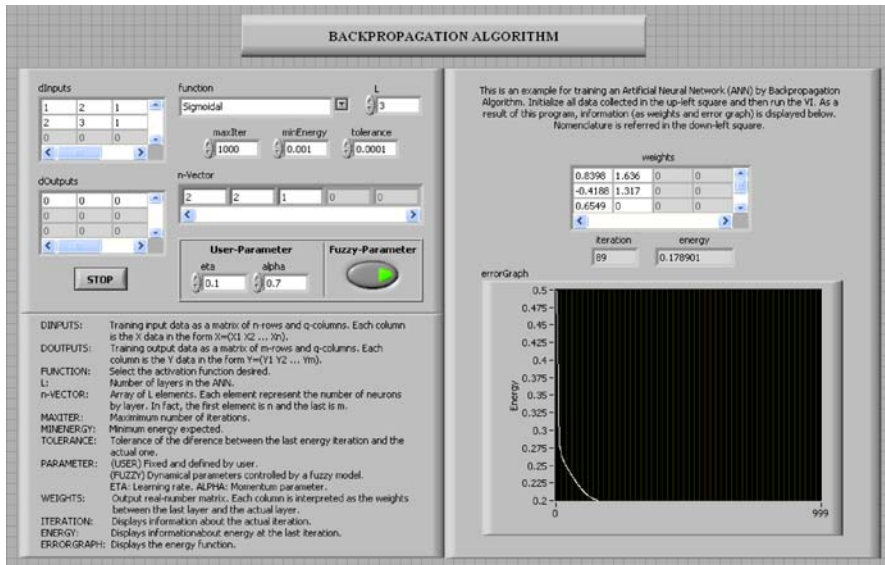 BACKPROPAGATION ALGORITHM
dInputs
1 2 1
2 3 1
0 0 0
dOutputs
0 0 0
0 0 0
0 0 0
STOP
function
Sigmoidal
L
3
maxIter minEnergy tolerance
1000 0.001 0.0001
n-Vector
2 2 1 0 0
User-Parameter Fuzzy-Parameter
eta alpha
0.1 0.7
DINPUTS: Training input data as a matrix of n-rows and q-columns. Each column
is the X data in the form X=(X1 X2 ... Xn).
DOUTPUTS: Training output data as a matrix of m-rows and q-columns. Each
column is the Y data in the form Y=(Y1 Y2 ... Ym).
FUNCTION: Select the activation function desired.
L: Number of layers in the ANN.
n-VECTOR: Array of L elements. Each element represent the number of neurons
by layer. In fact, the first element is n and the last is m.
MAXITER: Maximimum number of iterations.
MINENERGY: Minimum energy expected.
TOLERANCE: Tolerance of the diference between the last energy iteration and the
actual one.
PARAMETER: (USER) Fixed and defined by user.
(FUZZY) Dynamical parameters controlled by a fuzzy model.
ETA: Learning rate. ALPHA: Momentum parameter.
WEIGHTS: Output real-number matrix. Each column is interpreted as the weights
between the last layer and the actual layer.
ITERATION: Displays information about the actual iteration.
ENERGY: Displays informationabout energy at the last iteration.
ERRORGRAPH: Displays the energy function.
This is an example for training an Artificial Neural Network (ANN) by Backpropagation
Algorithm. Initialize all data collected in the up-left square and then run the VI. As a
result of this program, information (as weights and error graph) is displayed below.
Nomenclature is referred in the down-left square.
weights
0.8398 1.636 0 0
-0.4188 1.317 0 0
0.6549 0 0 0
iteration energy
89 0.178901
errorGraph
Energy
0.5
0.475
0.45
0.425
0.4
0.375
0.35
0.325
0.3
0.275
0.25
0.225
0.2
0 999